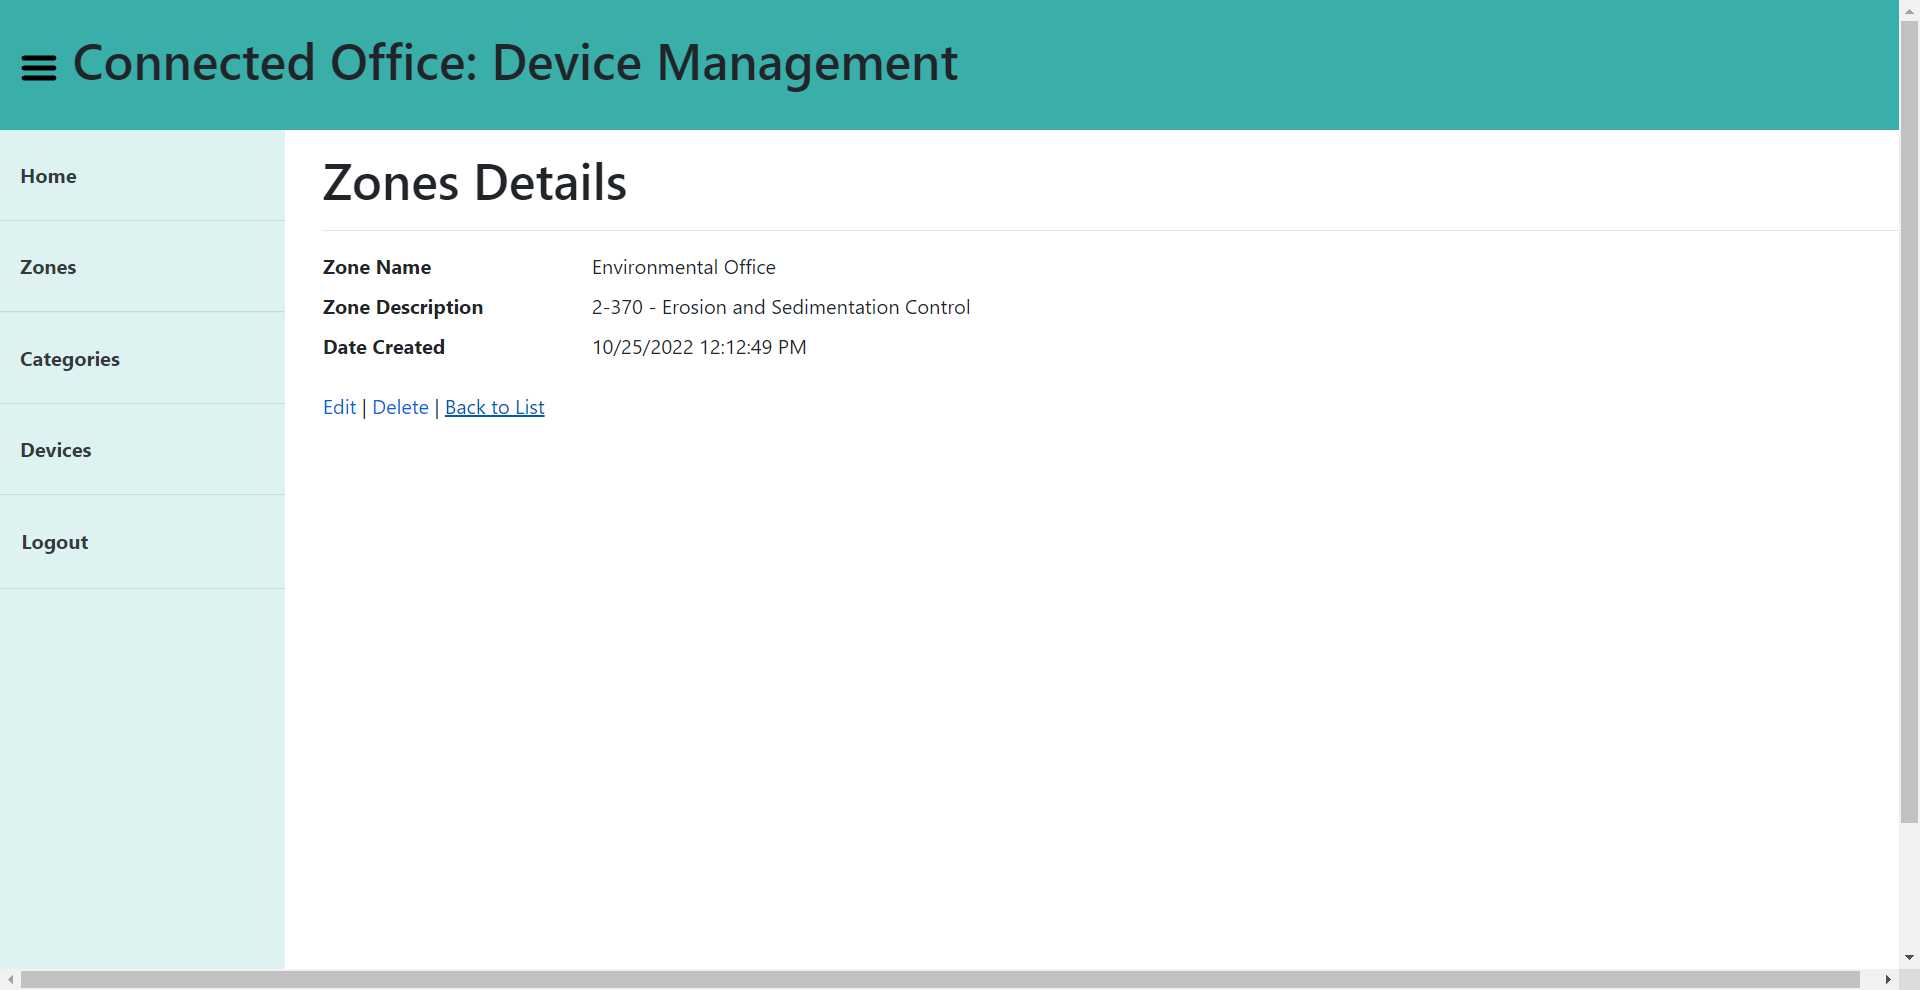 Connected Office: Device Management
Home
Zones
Categories
Devices
Logout
Zones Details
Zone Name Environmental Office
Zone Description 2-370 - Erosion and Sedimentation Control
Date Created 10/25/2022 12:12:49 PM
Edit | Delete | Back to List